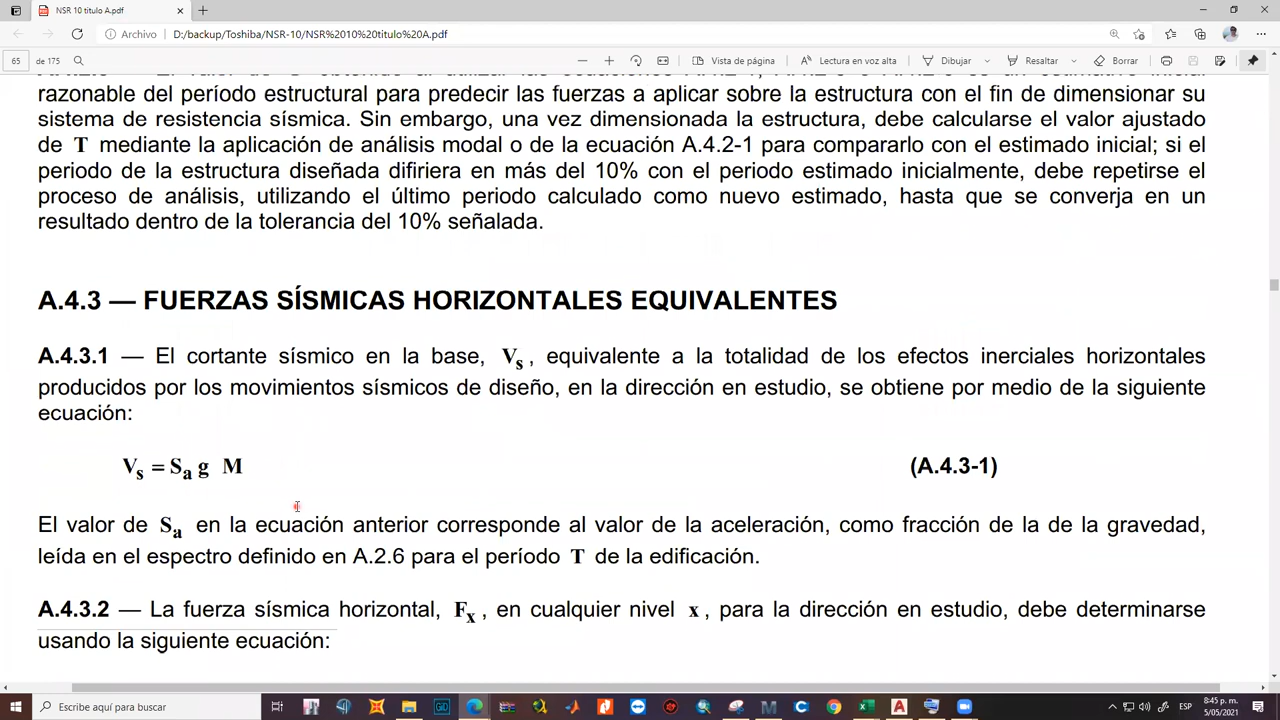 NSR 10 titulo A.pdf
Archivo D:/backup/Toshiba/NSR-10/NSR%2010%20titulo%20A.pdf
65 de 175 Vista de página Lectura en voz alta Dibujar Resaltar Borrar
razonable del período estructural para predecir las fuerzas a aplicar sobre la estructura con el fin de dimensionar su
sistema de resistencia sísmica. Sin embargo, una vez dimensionada la estructura, debe calcularse el valor ajustado
de T mediante la aplicación de análisis modal o de la ecuación A.4.2-1 para compararlo con el estimado inicial; si el
periodo de la estructura diseñada difiriera en más del 10% con el periodo estimado inicialmente, debe repetirse el
proceso de análisis, utilizando el último periodo calculado como nuevo estimado, hasta que se converja en un
resultado dentro de la tolerancia del 10% señalada.
A.4.3 — FUERZAS SÍSMICAS HORIZONTALES EQUIVALENTES
A.4.3.1 — El cortante sísmico en la base, Vs, equivalente a la totalidad de los efectos inerciales horizontales
producidos por los movimientos sísmicos de diseño, en la dirección en estudio, se obtiene por medio de la siguiente
ecuación:
Vs = Sa g M (A.4.3-1)
El valor de Sa en la ecuación anterior corresponde al valor de la aceleración, como fracción de la de la gravedad,
leída en el espectro definido en A.2.6 para el período T de la edificación.
A.4.3.2 — La fuerza sísmica horizontal, Fx, en cualquier nivel x, para la dirección en estudio, debe determinarse
usando la siguiente ecuación:
Escribe aquí para buscar
ESP
8:45 p. m.
5/05/2021